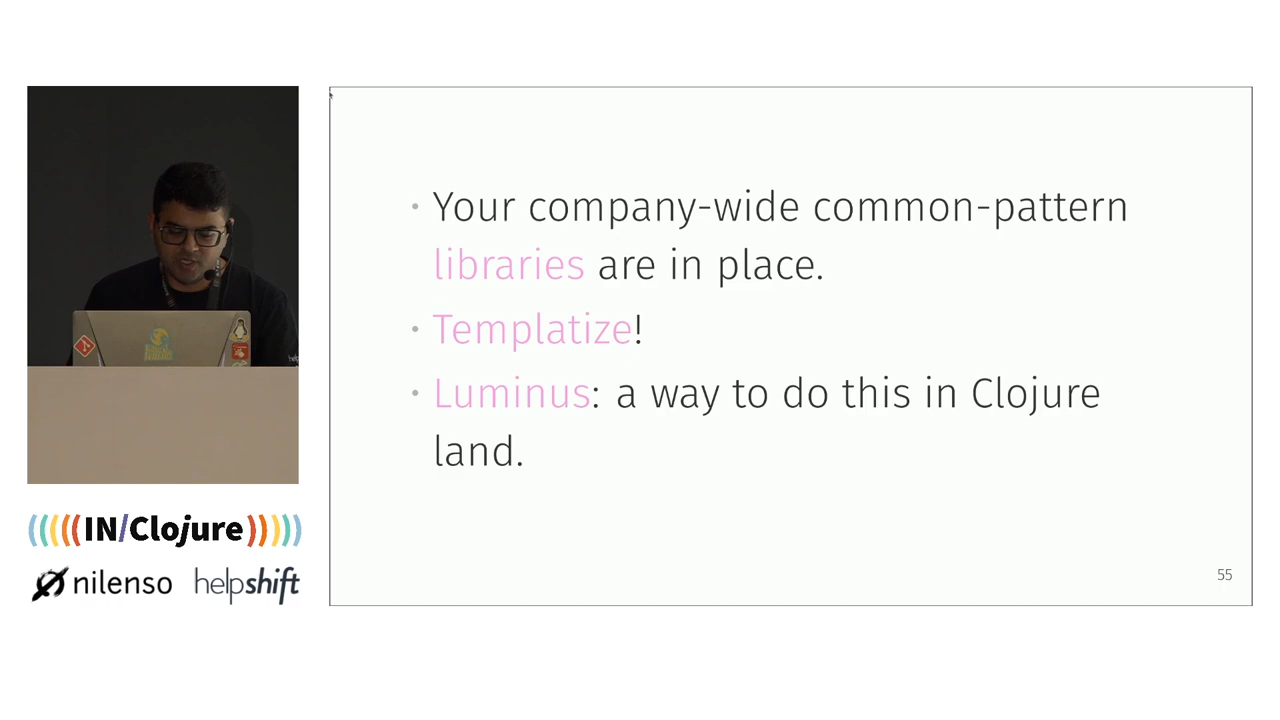 • Your company-wide common-pattern
libraries are in place.
• Templatize!
• Luminus: a way to do this in Clojure
land.
55
(((((IN/Clojure)))))
nilenso helpshift